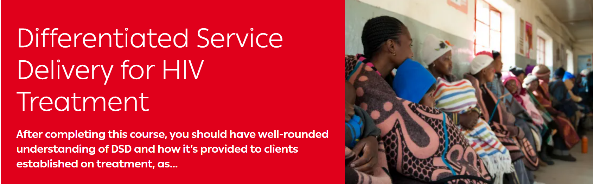 Differentiated Service
Delivery for HIV
Treatment
After completing this course, you should have well-rounded
understanding of DSD and how it's provided to clients
established on treatment, as...